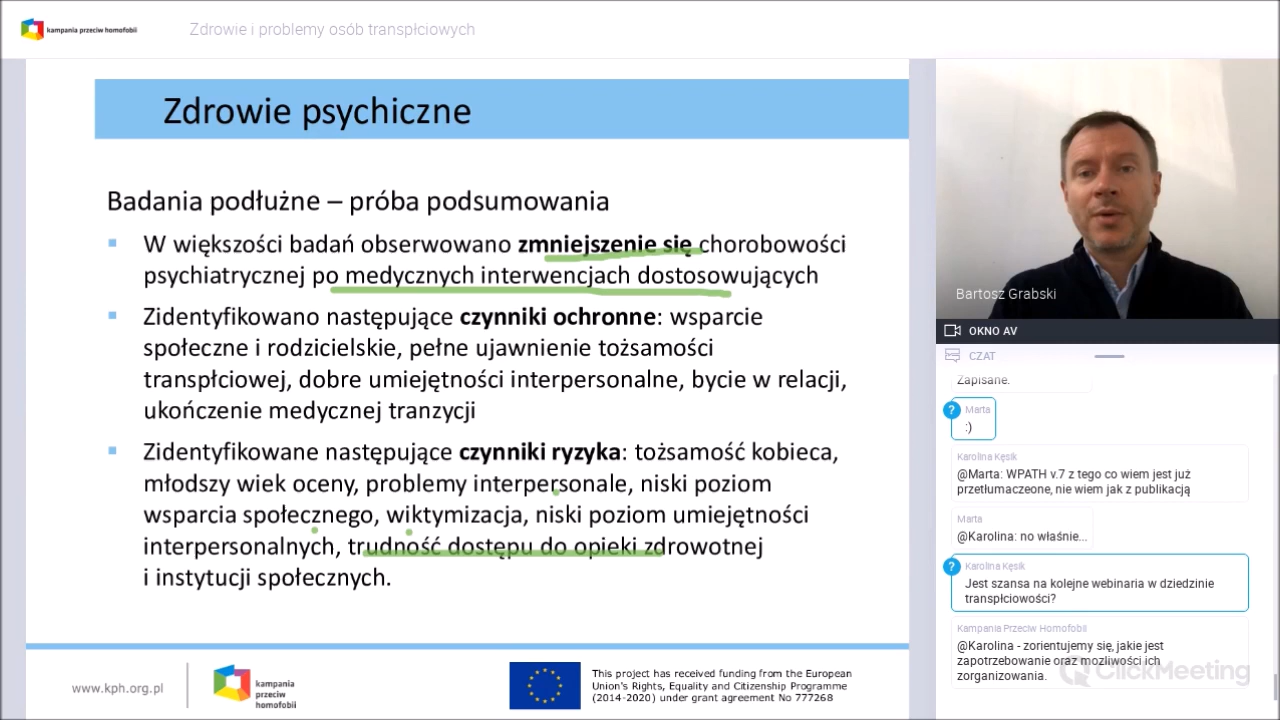 kampania przeciw homofobii
Zdrowie i problemy osób transpłciowych
Zdrowie psychiczne
Badania podłużne – próba podsumowania
W większości badań obserwowano zmniejszenie się chorobowości
psychiatrycznej po medycznych interwencjach dostosowujących
Zidentyfikowano następujące czynniki ochronne: wsparcie
społeczne i rodzicielskie, pełne ujawnienie tożsamości
transpłciowej, dobre umiejętności interpersonalne, bycie w relacji,
ukończenie medycznej tranzycji
Zidentyfikowane następujące czynniki ryzyka: tożsamość kobieca,
młodszy wiek oceny, problemy interpersonale, niski poziom
wsparcia społecznego, wiktymizacja, niski poziom umiejętności
interpersonalnych, trudność dostępu do opieki zdrowotnej
i instytucji społecznych.
www.kph.org.pl
kampania
przeciw
homofobii
This project has received funding from the European
Union's Rights, Equality and Citizenship Programme
(2014-2020) under grant agreement No 777268
Bartosz Grabski
OKNO AV
CZAT
Zapisane.
?
Marta
:)
Karolina Kęsik
@Marta: WPATH v.7 z tego co wiem jest już
przetłumaczeone, nie wiem jak z publikacją
Marta
@Karolina: no właśnie...
?
Karolina Kęsik
Jest szansa na kolejne webinaria w dziedzinie
transpłciowości?
Kampania Przeciw Homofobii
@Karolina - zorientujemy się, jakie jest
zapotrzebowanie oraz mozliwości ich
zorganizowania.
ClickMeeting